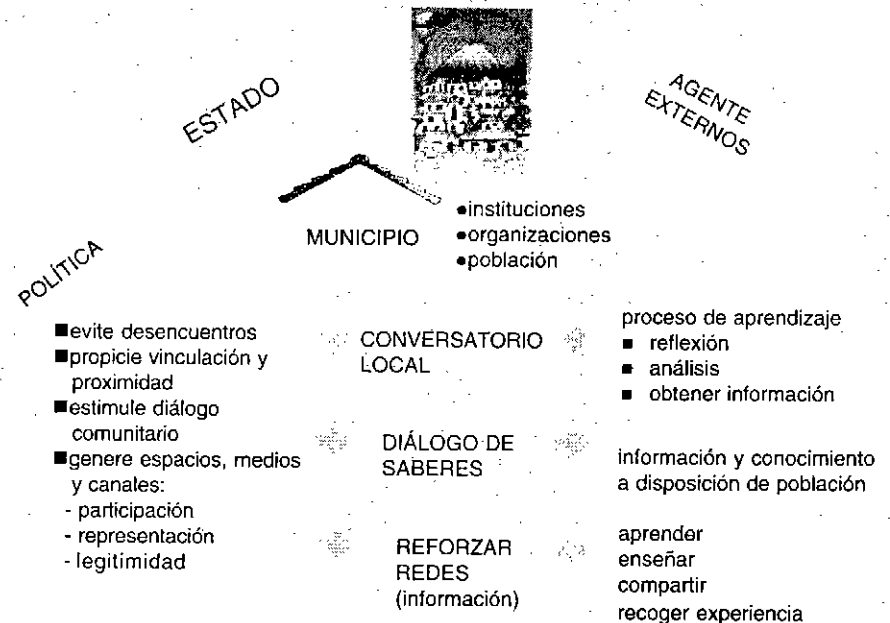 ESTADO
AGENTE
EXTERNOS
MUNICIPIO
●instituciones
●organizaciones
●población
POLÍTICA
■evite desencuentros
■propicie vinculación y
proximidad
■estimule diálogo
comunitario
■genere espacios, medios
y canales:
- participación
- representación
- legitimidad
CONVERSATORIO
LOCAL
DIÁLOGO DE
SABERES
REFORZAR
REDES
(información)
proceso de aprendizaje
■ reflexión
■ análisis
■ obtener información
información y conocimiento
a disposición de población
aprender
enseñar
compartir
recoger experiencia